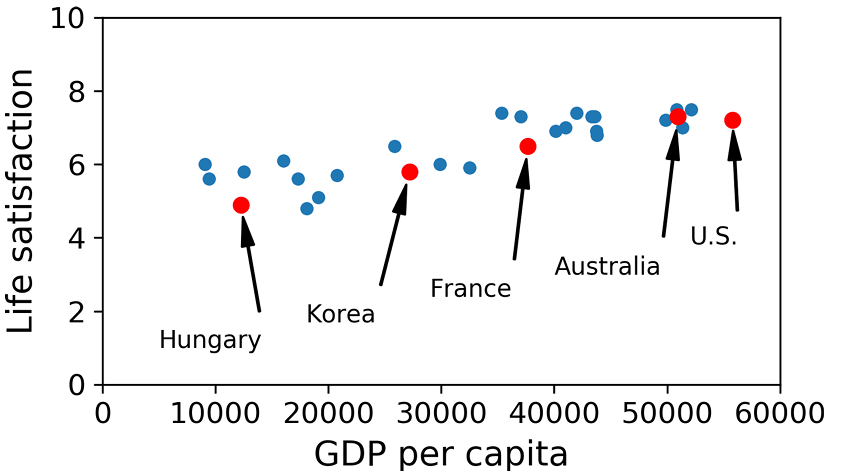 10
8
6
4
2
0
Life satisfaction
Hungary
Korea
France
Australia
U.S.
0 10000 20000 30000 40000 50000 60000
GDP per capita